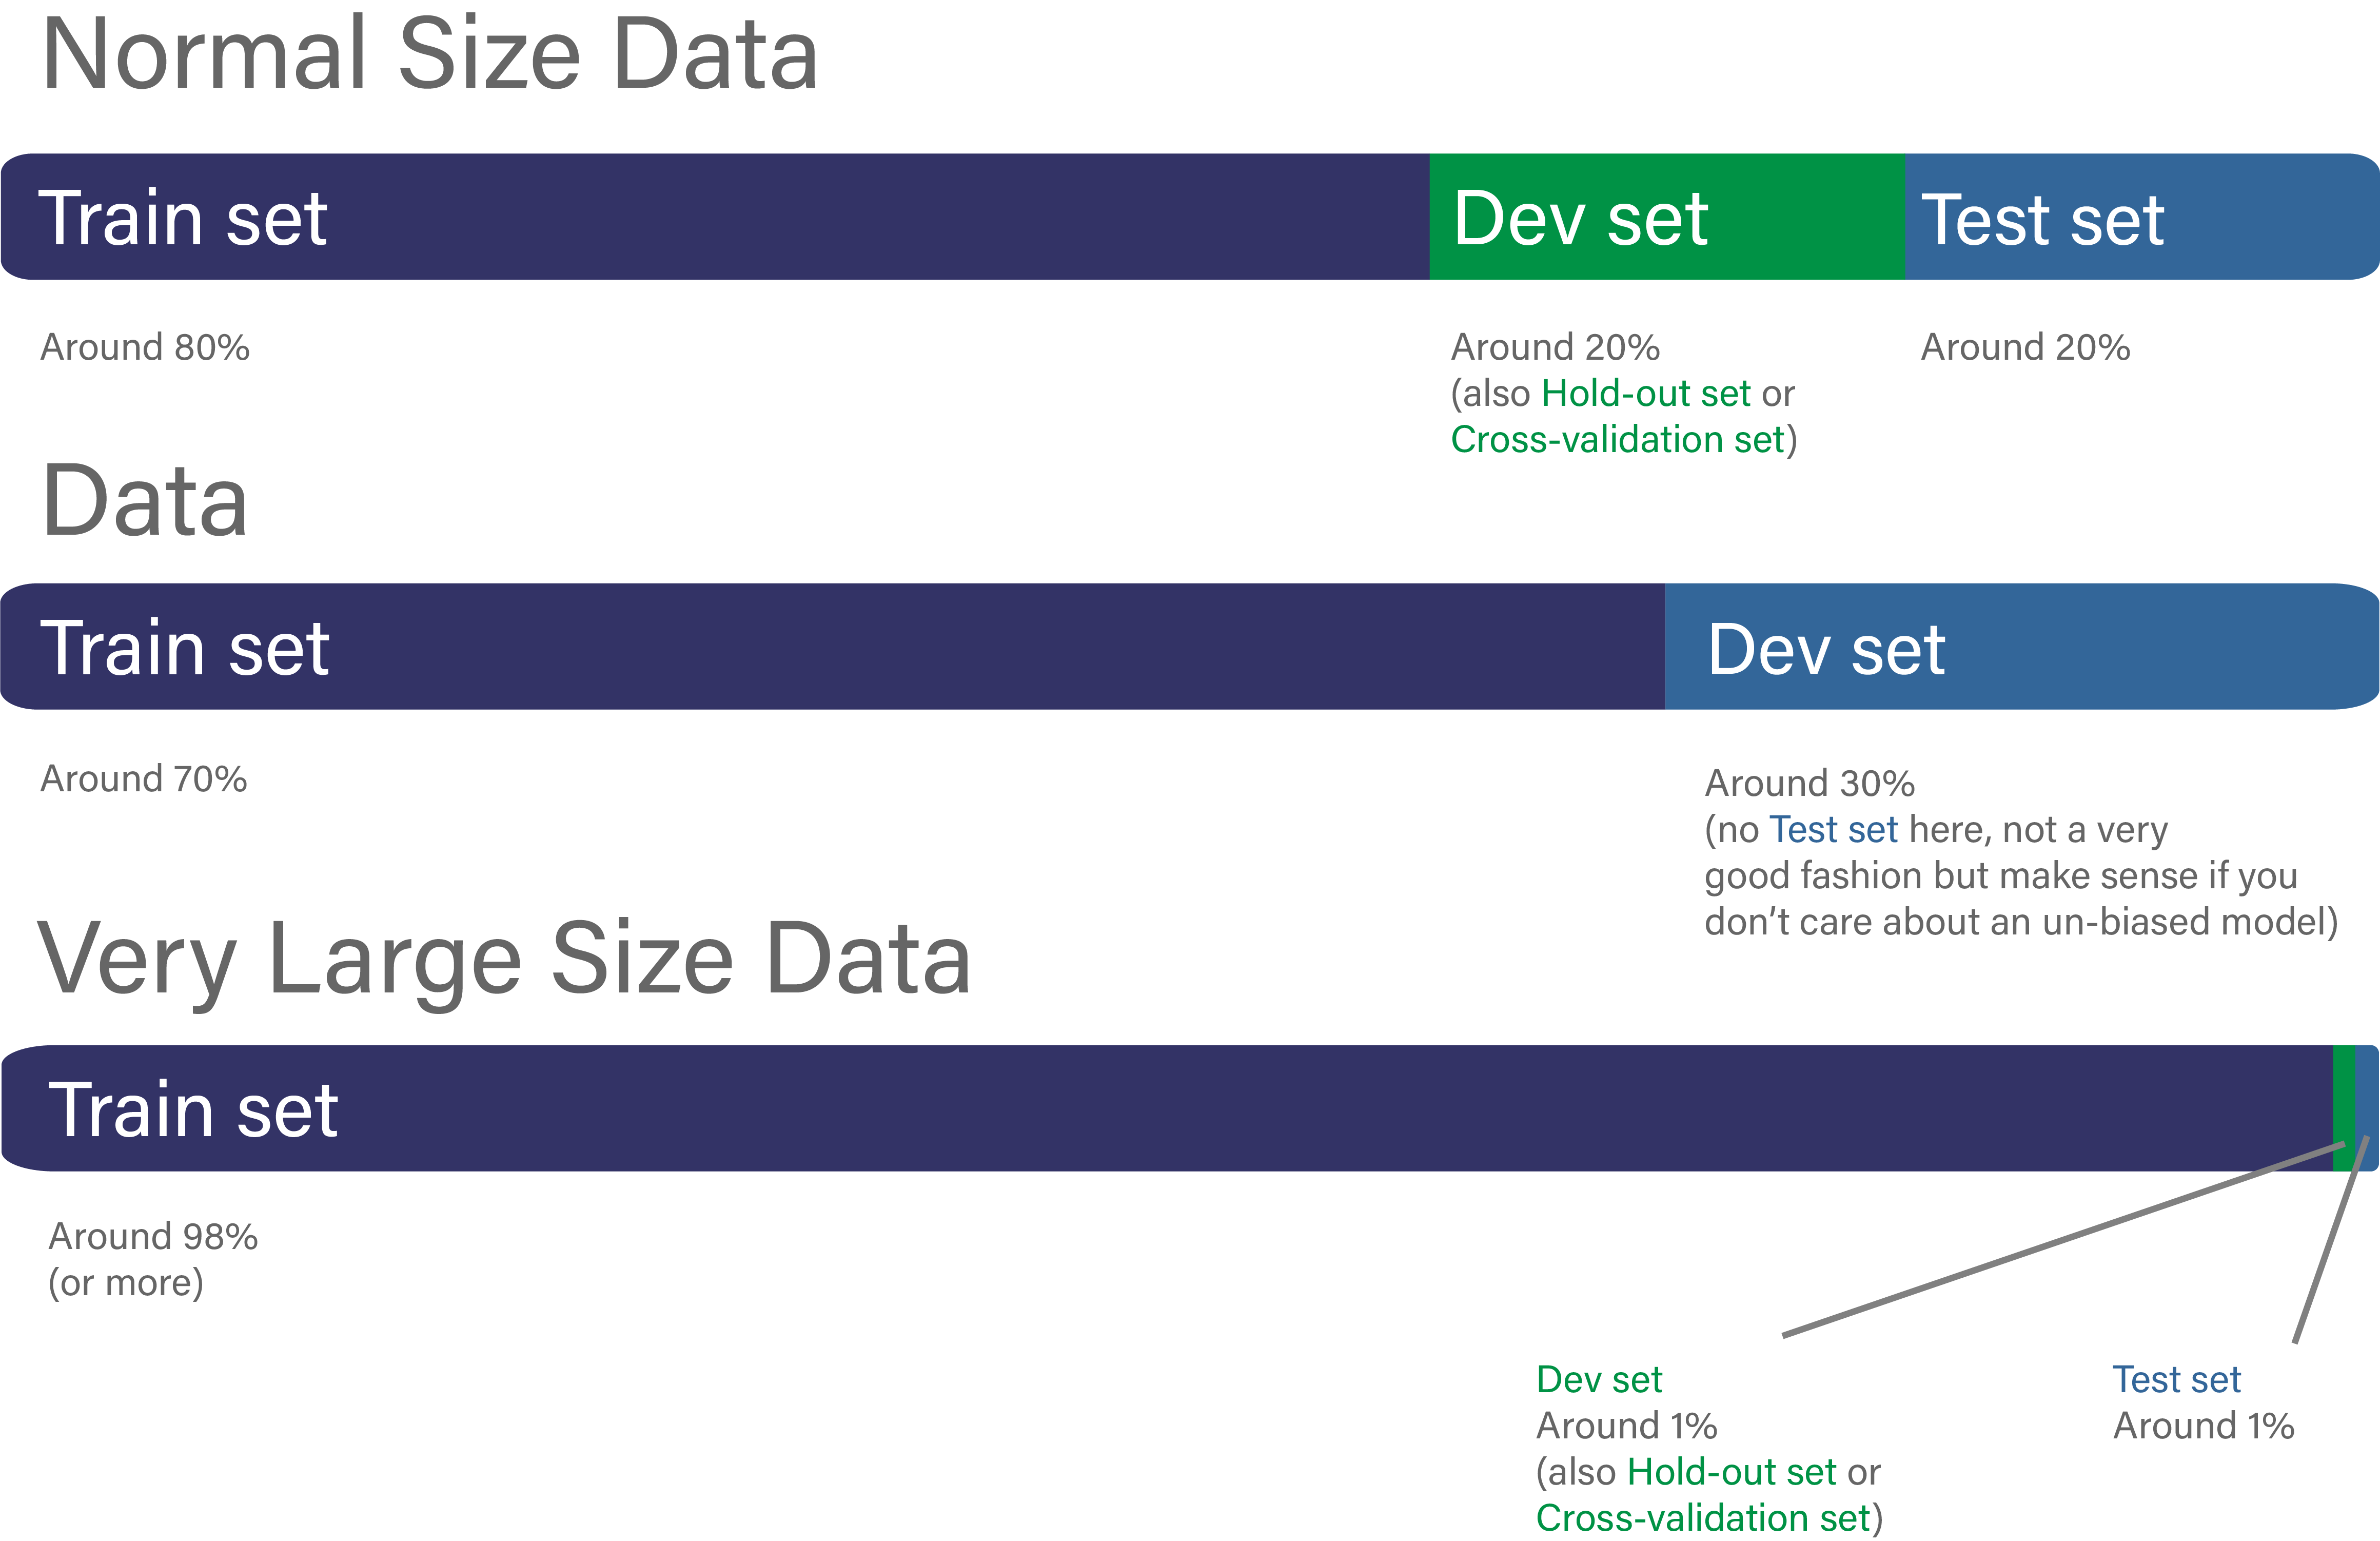 Normal Size Data
Train set
Dev set
Test set
Around 80%
Around 20%
(also Hold-out set or
Cross-validation set)
Around 20%
Data
Train set
Dev set
Around 70%
Around 30%
(no Test set here, not a very
good fashion but make sense if you
don't care about an un-biased model)
Very Large Size Data
Train set
Around 98%
(or more)
Dev set
Around 1%
(also Hold-out set or
Cross-validation set)
Test set
Around 1%